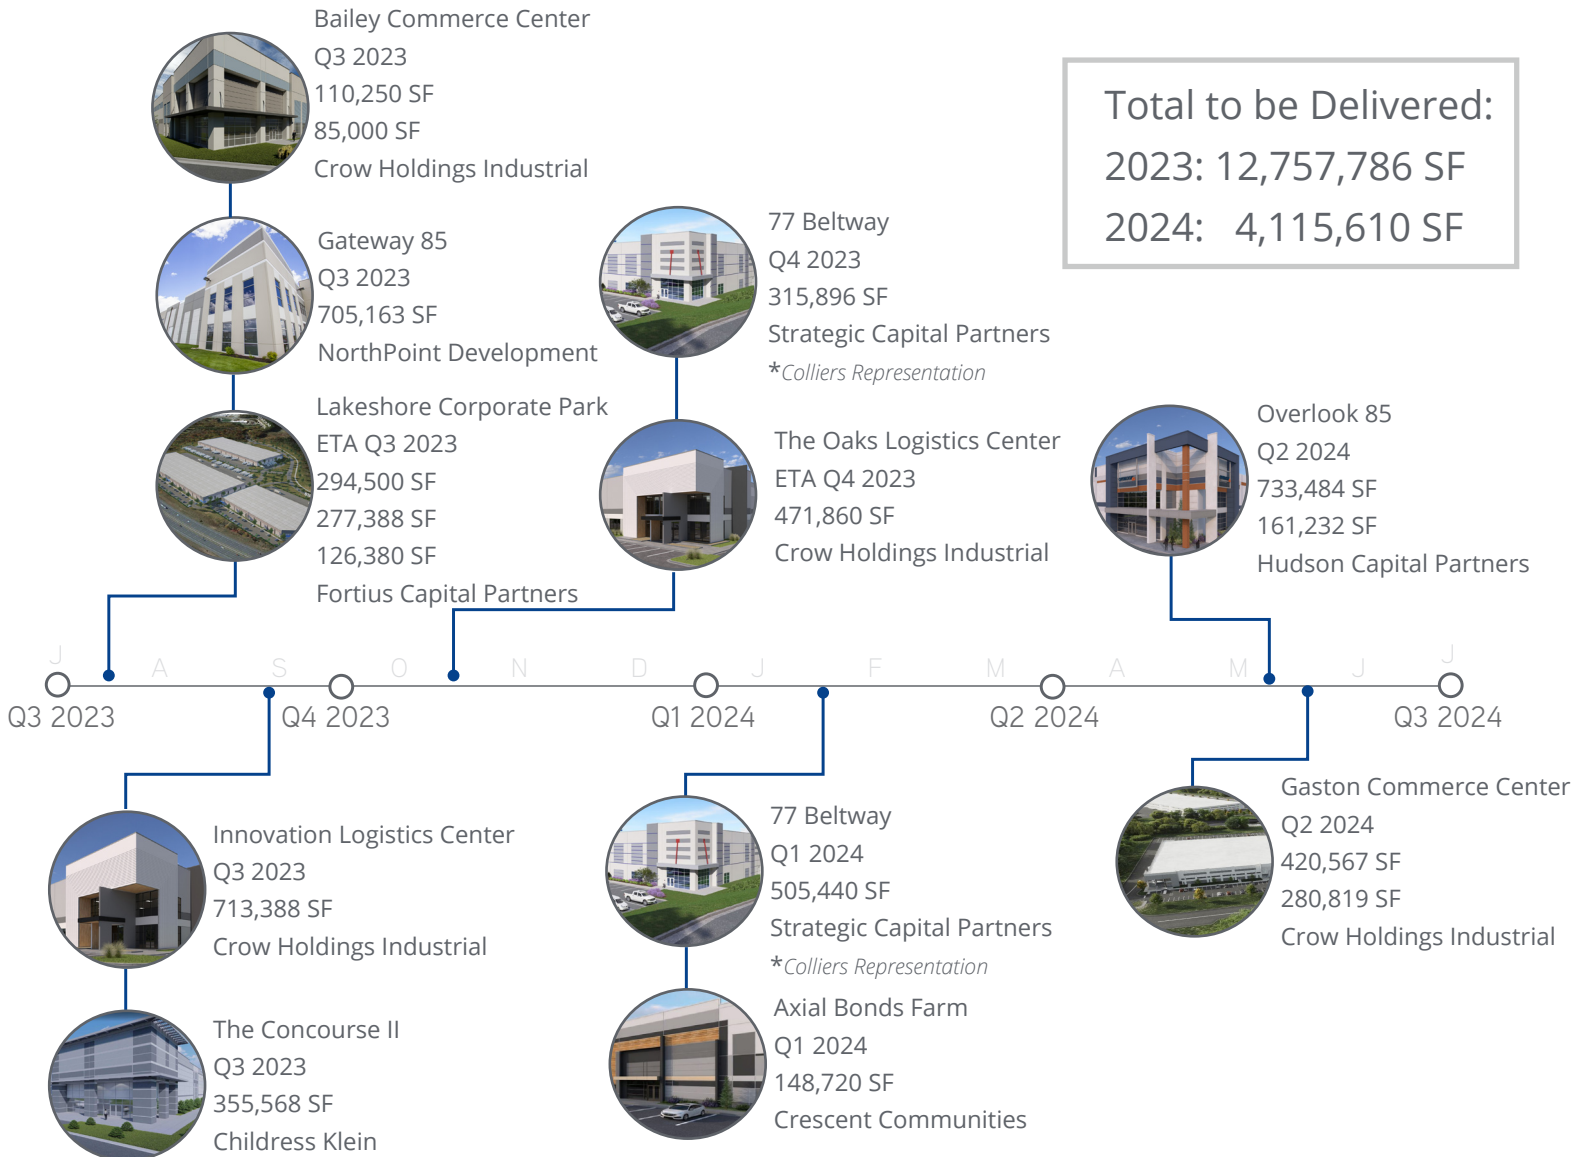 Bailey Commerce Center
Q3 2023
110,250 SF
85,000 SF
Crow Holdings Industrial
Gateway 85
Q3 2023
705,163 SF
NorthPoint Development
Lakeshore Corporate Park
ETA Q3 2023
294,500 SF
277,388 SF
126,380 SF
Fortius Capital Partners
77 Beltway
Q4 2023
315,896 SF
Strategic Capital Partners
*Colliers Representation
The Oaks Logistics Center
ETA Q4 2023
471,860 SF
Crow Holdings Industrial
Total to be Delivered:
2023: 12,757,786 SF
2024: 4,115,610 SF
Overlook 85
Q2 2024
733,484 SF
161,232 SF
Hudson Capital Partners
J A S O N D J F M A M J J
Q3 2023 Q4 2023 Q1 2024 Q2 2024 Q3 2024
Innovation Logistics Center
Q3 2023
713,388 SF
Crow Holdings Industrial
The Concourse II
Q3 2023
355,568 SF
Childress Klein
77 Beltway
Q1 2024
505,440 SF
Strategic Capital Partners
*Colliers Representation
Axial Bonds Farm
Q1 2024
148,720 SF
Crescent Communities
Gaston Commerce Center
Q2 2024
420,567 SF
280,819 SF
Crow Holdings Industrial